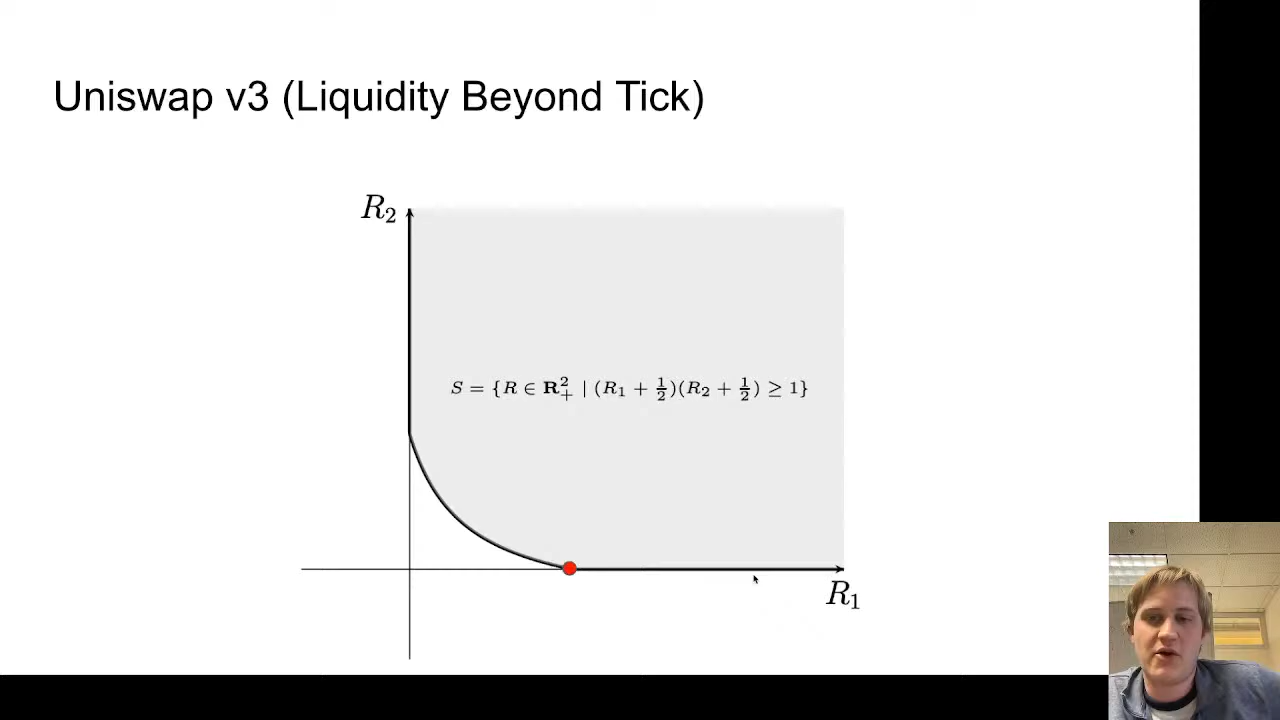 Uniswap v3 (Liquidity Beyond Tick)
R₂
S = {R ∈ 𝐑²₊ | (R₁ + ½)(R₂ + ½) ≥ 1}
R₁